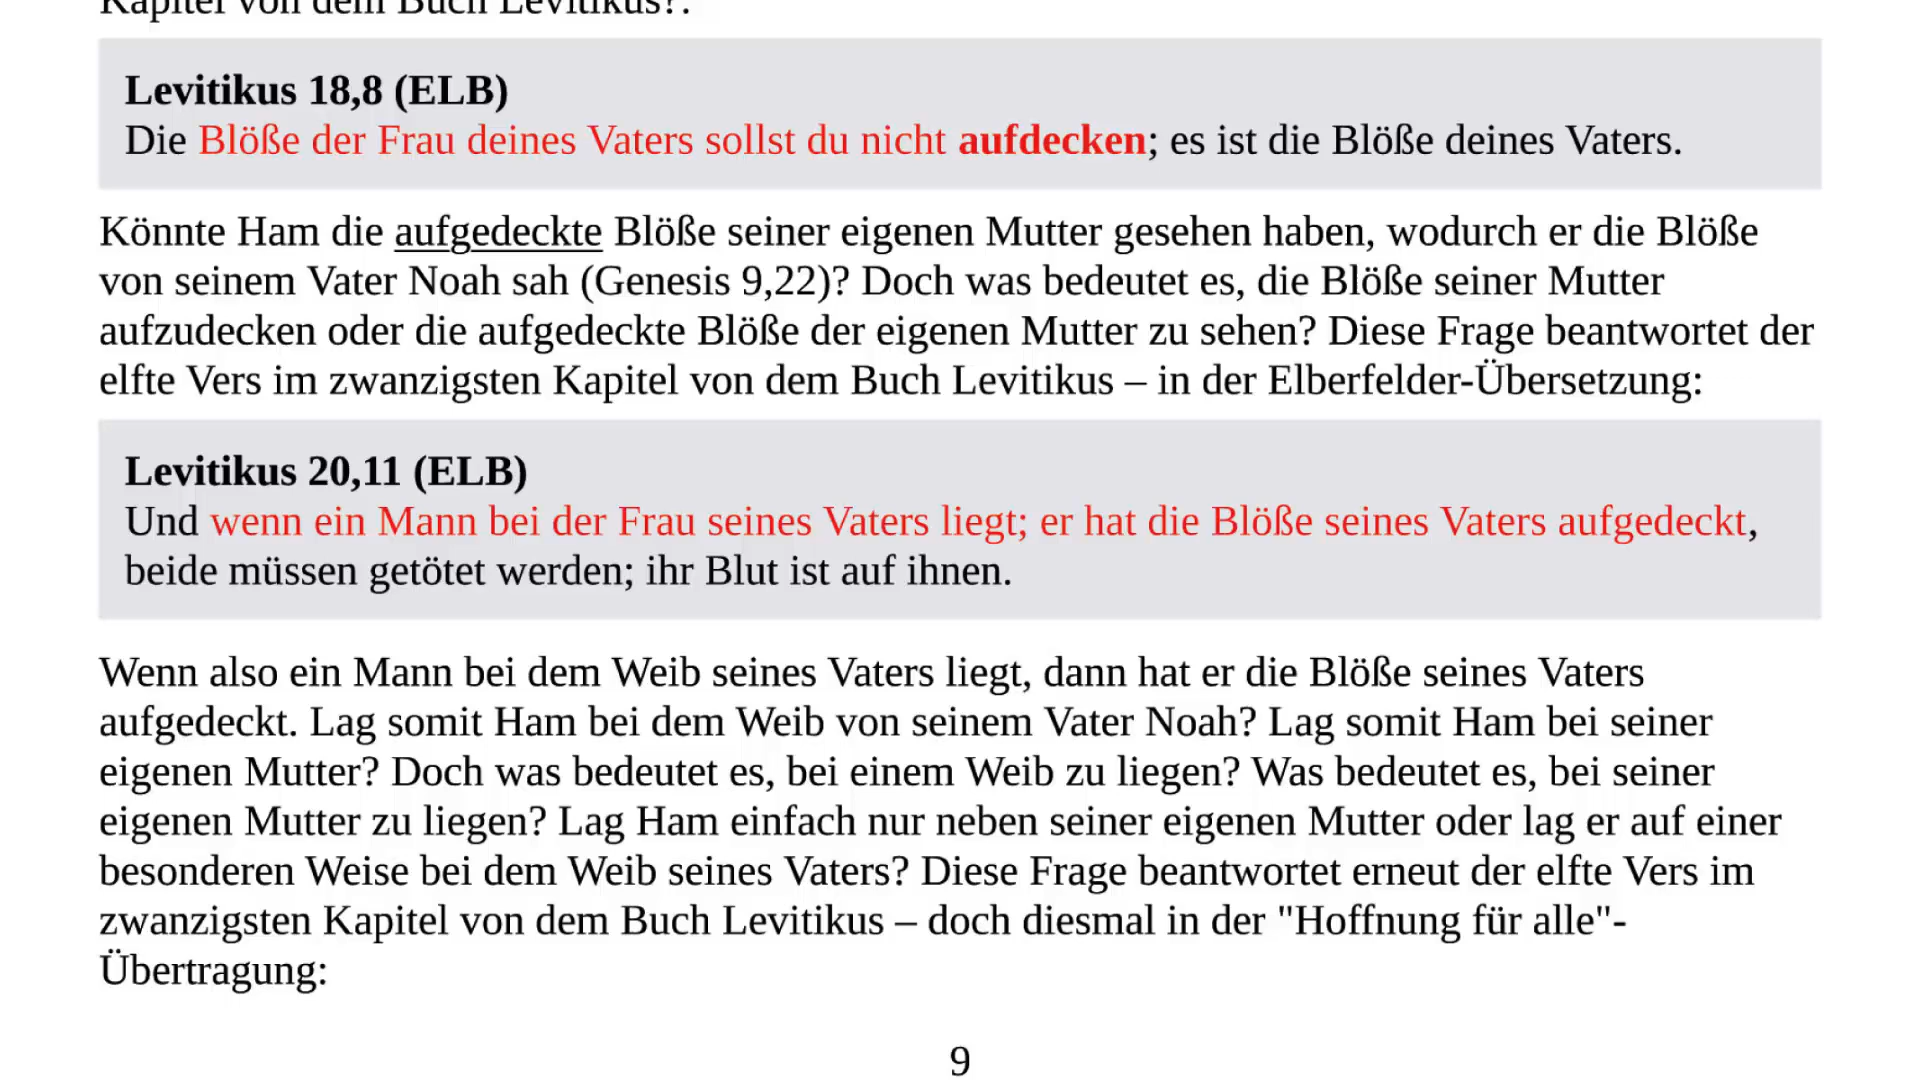 Kapitel von dem Buch Levitikus?:
Levitikus 18,8 (ELB)
Die Blöße der Frau deines Vaters sollst du nicht aufdecken; es ist die Blöße deines Vaters.
Könnte Ham die aufgedeckte Blöße seiner eigenen Mutter gesehen haben, wodurch er die Blöße
von seinem Vater Noah sah (Genesis 9,22)? Doch was bedeutet es, die Blöße seiner Mutter
aufzudecken oder die aufgedeckte Blöße der eigenen Mutter zu sehen? Diese Frage beantwortet der
elfte Vers im zwanzigsten Kapitel von dem Buch Levitikus – in der Elberfelder-Übersetzung:
Levitikus 20,11 (ELB)
Und wenn ein Mann bei der Frau seines Vaters liegt; er hat die Blöße seines Vaters aufgedeckt,
beide müssen getötet werden; ihr Blut ist auf ihnen.
Wenn also ein Mann bei dem Weib seines Vaters liegt, dann hat er die Blöße seines Vaters
aufgedeckt. Lag somit Ham bei dem Weib von seinem Vater Noah? Lag somit Ham bei seiner
eigenen Mutter? Doch was bedeutet es, bei einem Weib zu liegen? Was bedeutet es, bei seiner
eigenen Mutter zu liegen? Lag Ham einfach nur neben seiner eigenen Mutter oder lag er auf einer
besonderen Weise bei dem Weib seines Vaters? Diese Frage beantwortet erneut der elfte Vers im
zwanzigsten Kapitel von dem Buch Levitikus – doch diesmal in der "Hoffnung für alle"-
Übertragung:
9